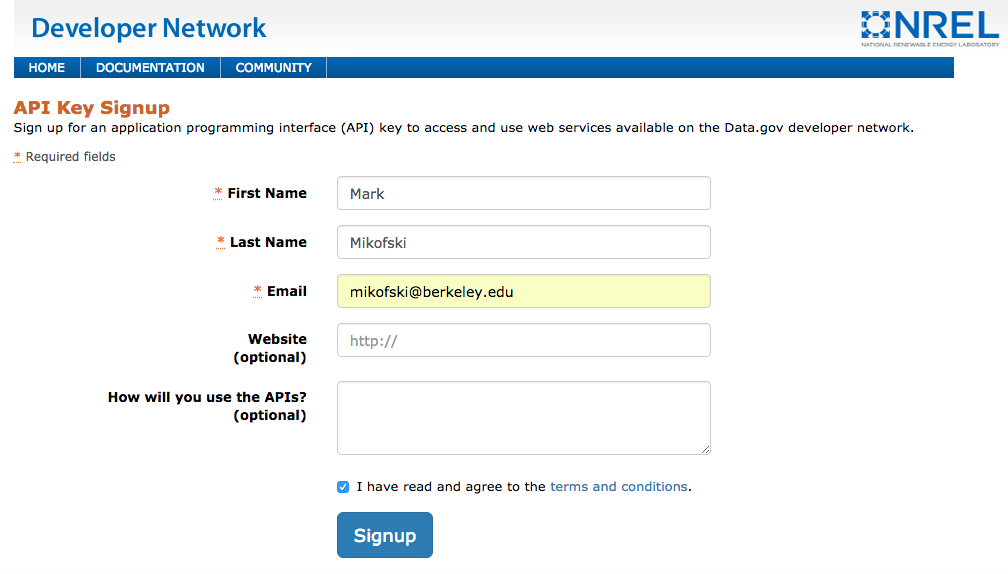 Developer Network
NREL
NATIONAL RENEWABLE ENERGY LABORATORY
HOME DOCUMENTATION COMMUNITY
API Key Signup
Sign up for an application programming interface (API) key to access and use web services available on the Data.gov developer network.
* Required fields
* First Name Mark
* Last Name Mikofski
* Email mikofski@berkeley.edu
Website http://
(optional)
How will you use the APIs?
(optional)
I have read and agree to the terms and conditions.
Signup